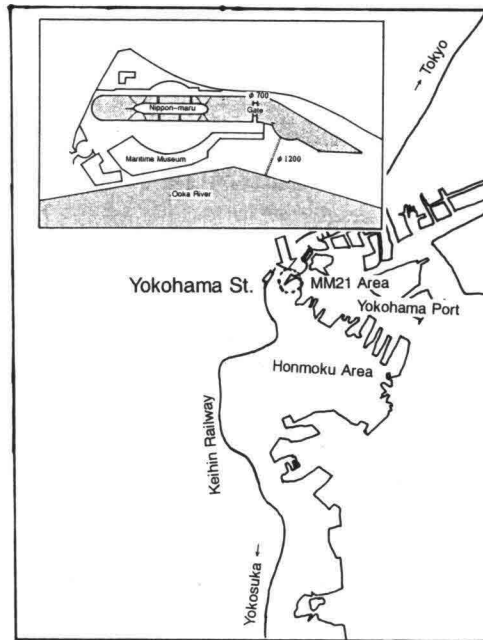 → Tokyo
φ 700
Nippon-maru
Gate
Maritime Museum
φ 1200
Ooka River
Yokohama St.
MM21 Area
Yokohama Port
Honmoku Area
Keihin Railway
Yokosuka ←